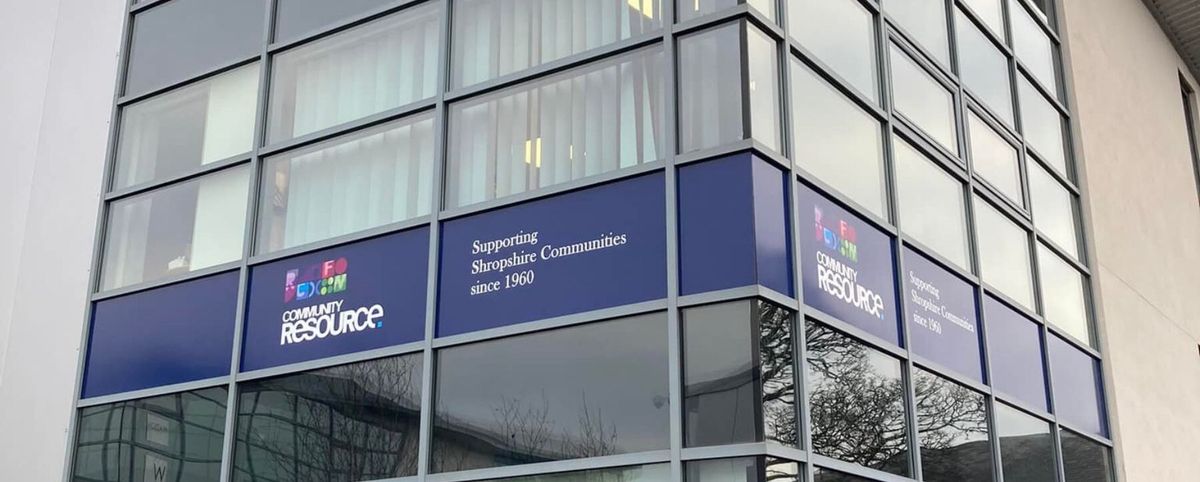 COMMUNITY
RESOURCE.
Supporting
Shropshire Communities
since 1960
COMMUNITY
RESOURCE.
Supporting
Shropshire Communities
since 1960